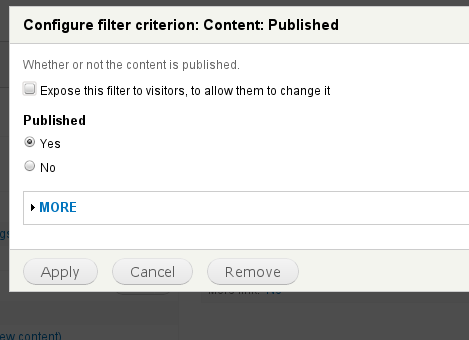 Configure filter criterion: Content: Published
Whether or not the content is published.
Expose this filter to visitors, to allow them to change it
Published
Yes
No
MORE
Apply Cancel Remove
ew content)